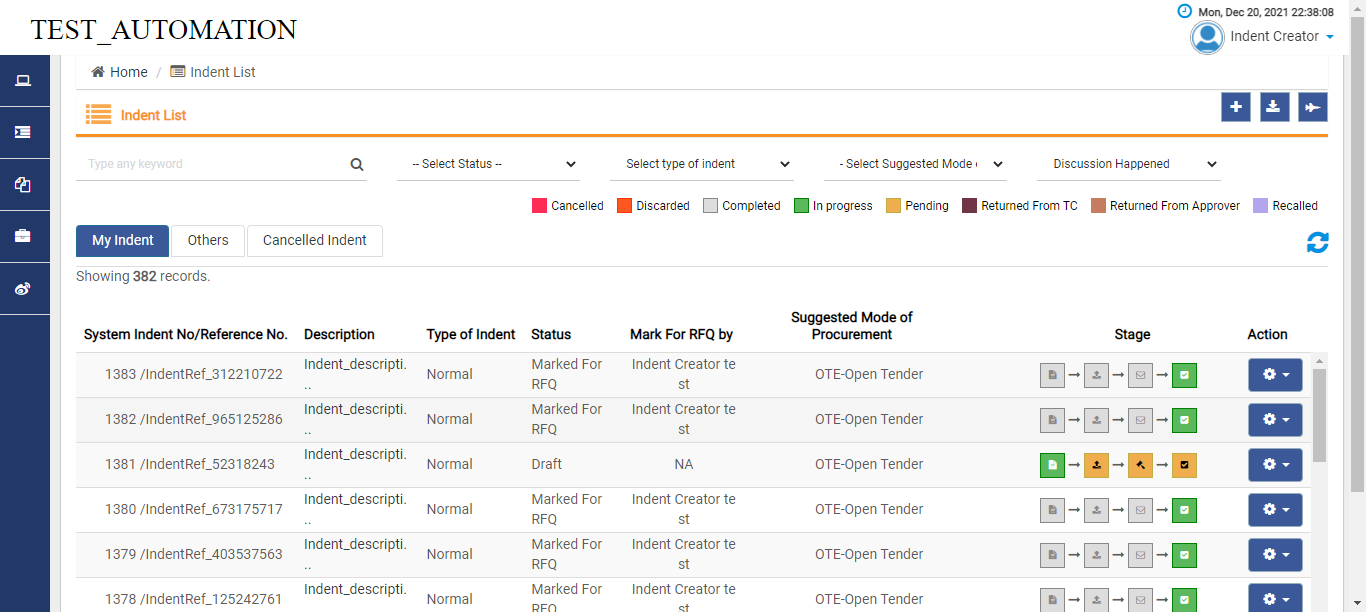 Mon, Dec 20, 2021 22:38:08
TEST_AUTOMATION
Indent Creator
Home / Indent List
Indent List
Type any keyword
-- Select Status --
Select type of indent
- Select Suggested Mode
Discussion Happened
Cancelled Discarded Completed In progress Pending Returned From TC Returned From Approver Recalled
My Indent Others Cancelled Indent
Showing 382 records.
System Indent No/Reference No. Description Type of Indent Status Mark For RFQ by Suggested Mode of Procurement Stage Action
1383 /IndentRef_312210722 Indent_descripti... Normal Marked For RFQ Indent Creator test OTE-Open Tender
1382 /IndentRef_965125286 Indent_descripti... Normal Marked For RFQ Indent Creator test OTE-Open Tender
1381 /IndentRef_52318243 Indent_descripti... Draft NA OTE-Open Tender
1380 /IndentRef_673175717 Indent_descripti... Normal Marked For RFQ Indent Creator test OTE-Open Tender
1379 /IndentRef_403537563 Indent_descripti... Normal Marked For RFQ Indent Creator test OTE-Open Tender
1378 /IndentRef_125242761 Indent_descripti... Normal Marked For RFQ Indent Creator test OTE-Open Tender